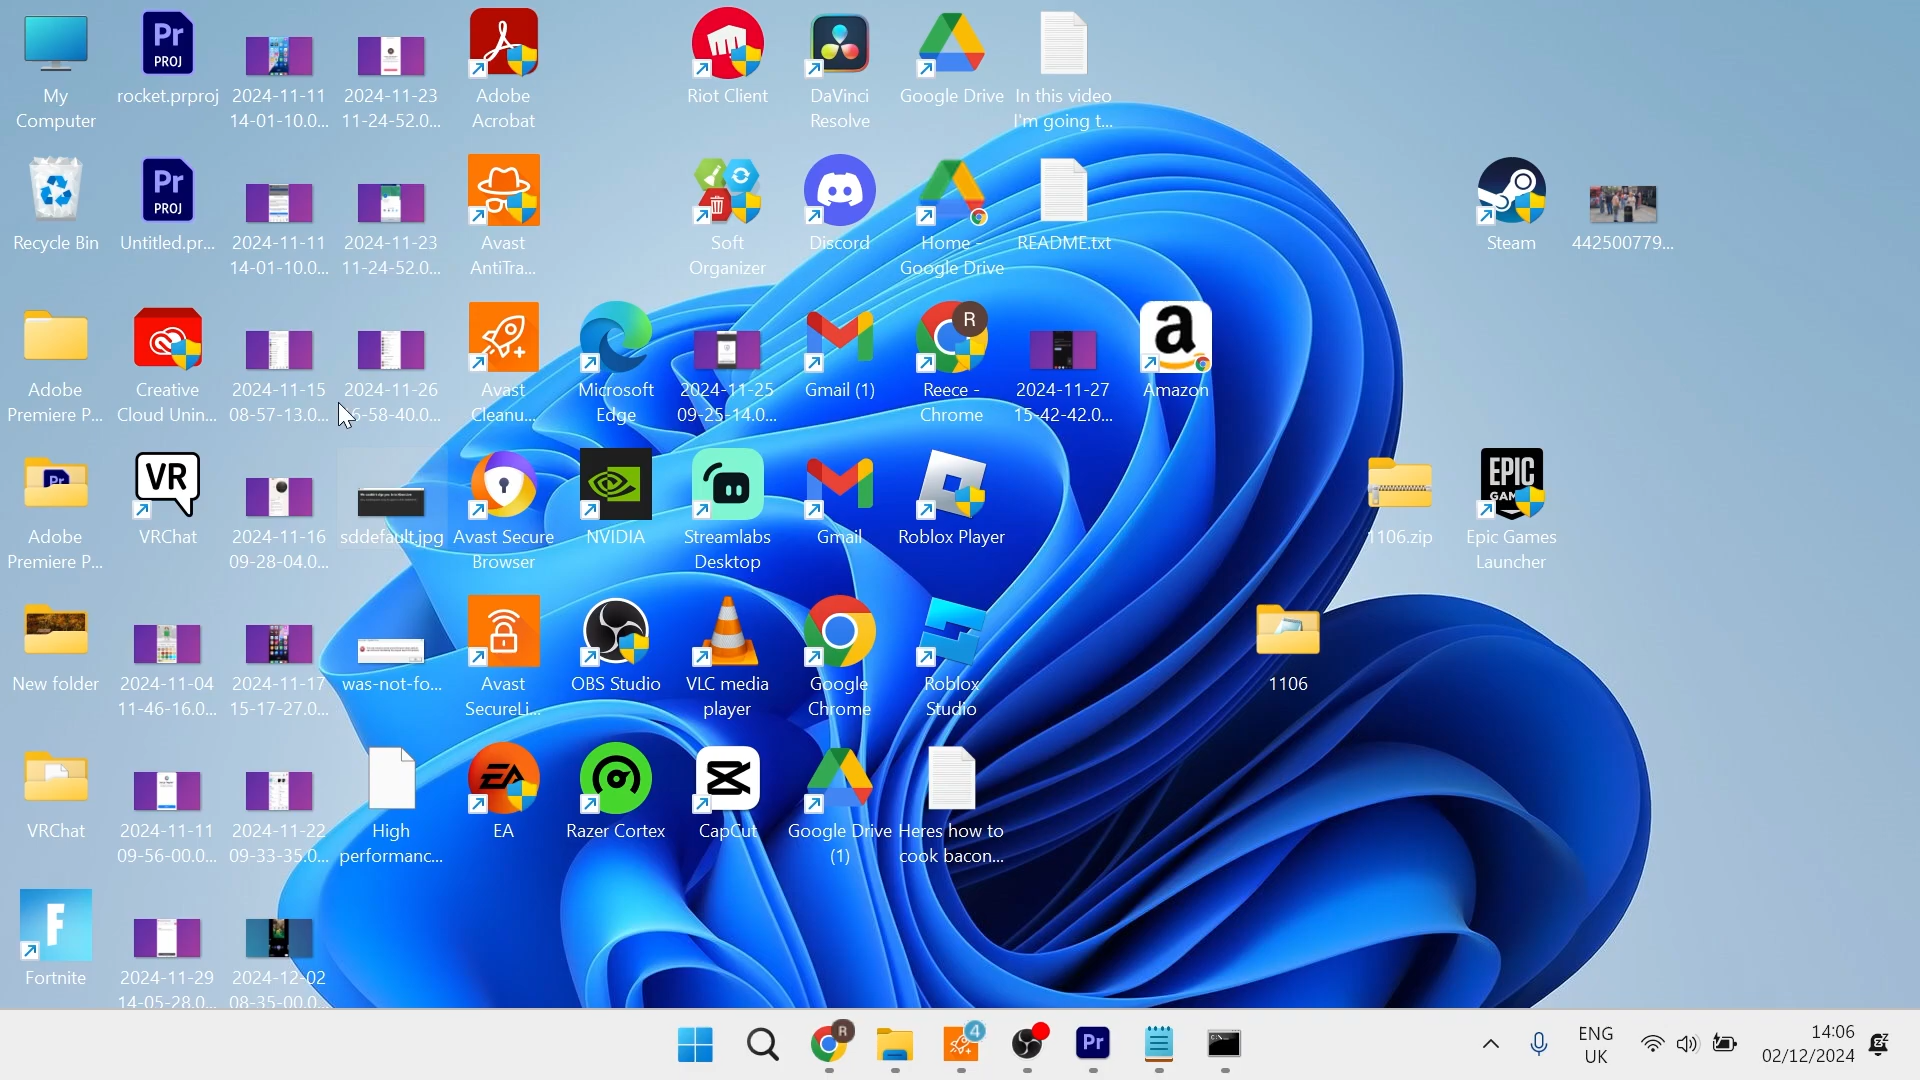 My
Computer
PROJ
rocket.prproj
2024-11-11
14-01-10.0...
2024-11-23
11-24-52.0...
Adobe
Acrobat
Riot Client
DaVinci
Resolve
Google Drive
In this video
I'm going t...
Recycle Bin
PROJ
Untitled.pr...
2024-11-11
14-01-10.0...
2024-11-23
11-24-52.0...
Avast
AntiTra...
Soft
Organizer
Discord
Home -
Google Drive
README.txt
Steam
442500779...
Adobe
Premiere P...
Creative
Cloud Unin...
2024-11-15
08-57-13.0...
2024-11-26
6-58-40.0...
Avast
Cleanu...
Microsoft
Edge
2024-11-25
09-25-14.0...
Gmail (1)
R
Reece -
Chrome
2024-11-27
15-42-42.0...
a
Amazon
Adobe
Premiere P...
VR
VRChat
2024-11-16
09-28-04.0...
sddefault.jpg
Avast Secure
Browser
NVIDIA
Streamlabs
Desktop
Gmail
Roblox Player
1106.zip
EPIC
GAMES
Epic Games
Launcher
New folder
2024-11-04
11-46-16.0...
2024-11-17
15-17-27.0...
was-not-fo...
Avast
SecureLi...
OBS Studio
VLC media
player
Google
Chrome
Roblox
Studio
1106
VRChat
2024-11-11
09-56-00.0...
2024-11-22
09-33-35.0...
High
performanc...
EA
EA
Razer Cortex
CapCut
Google Drive
(1)
Heres how to
cook bacon...
F
Fortnite
2024-11-29
14-05-28.0...
2024-12-02
08-35-00.0...
R
4
Pr
ENG
UK
14:06
02/12/2024